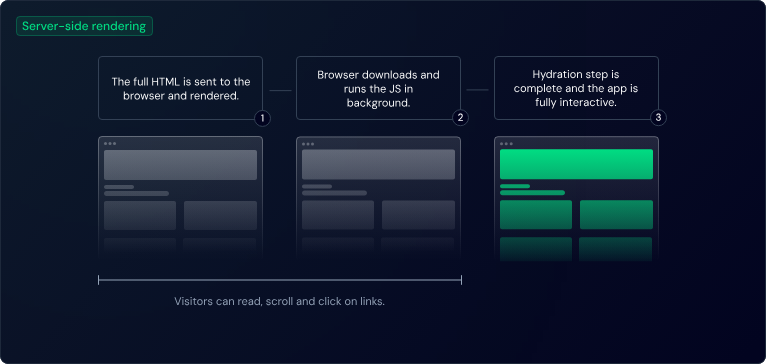 Server-side rendering
The full HTML is sent to the
browser and rendered.
1
Browser downloads and
runs the JS in
background.
2
Hydration step is
complete and the app is
fully interactive.
3
Visitors can read, scroll and click on links.